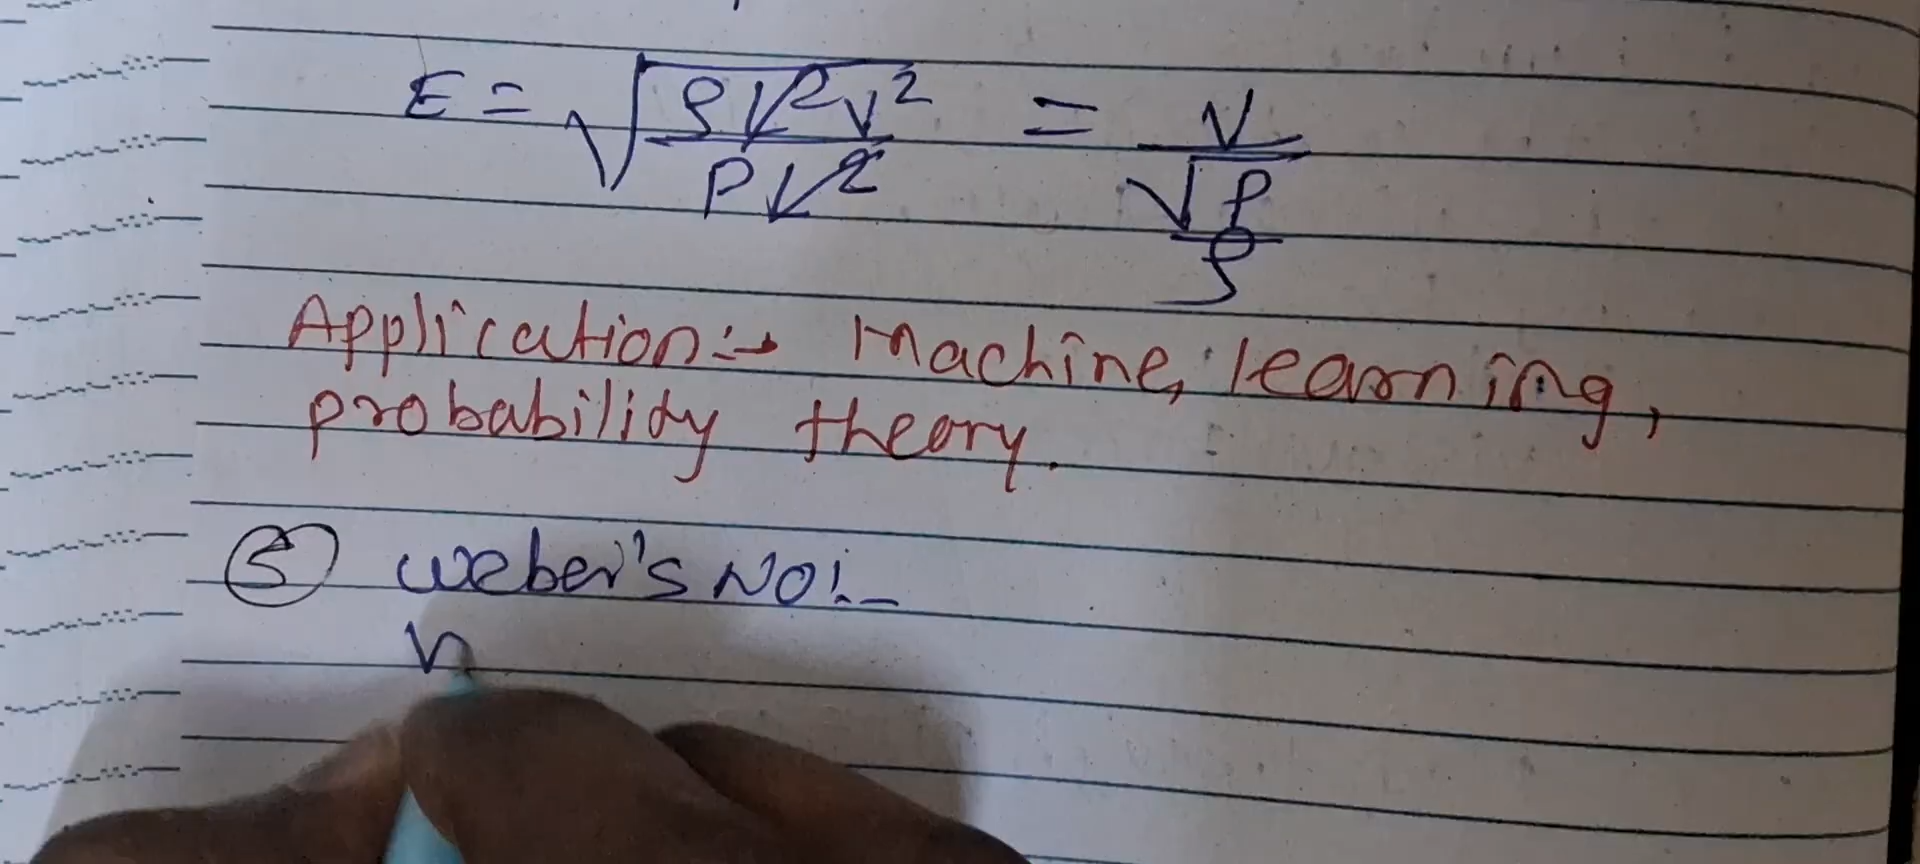 E = √(ρL²V² / PL²) = V / √(P/ρ)
Application:→ Machine, learning,
probability theory.
⑤ Weber's NO:-